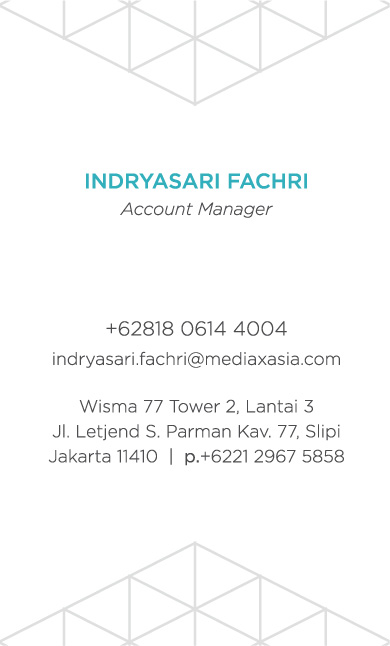 INDRYASARI FACHRI
Account Manager
+62818 0614 4004
indryasari.fachri@mediaxasia.com
Wisma 77 Tower 2, Lantai 3
Jl. Letjend S. Parman Kav. 77, Slipi
Jakarta 11410 | p.+6221 2967 5858